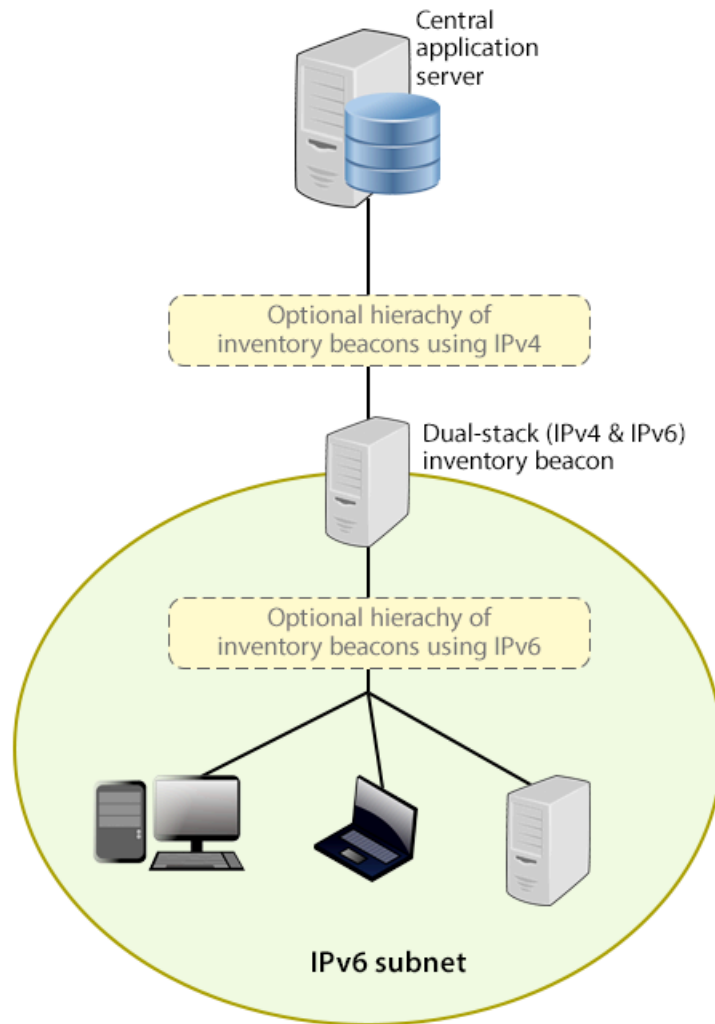 Central
application
server
Optional hierachy of
inventory beacons using IPv4
Dual-stack (IPv4 & IPv6)
inventory beacon
Optional hierachy of
inventory beacons using IPv6
IPv6 subnet